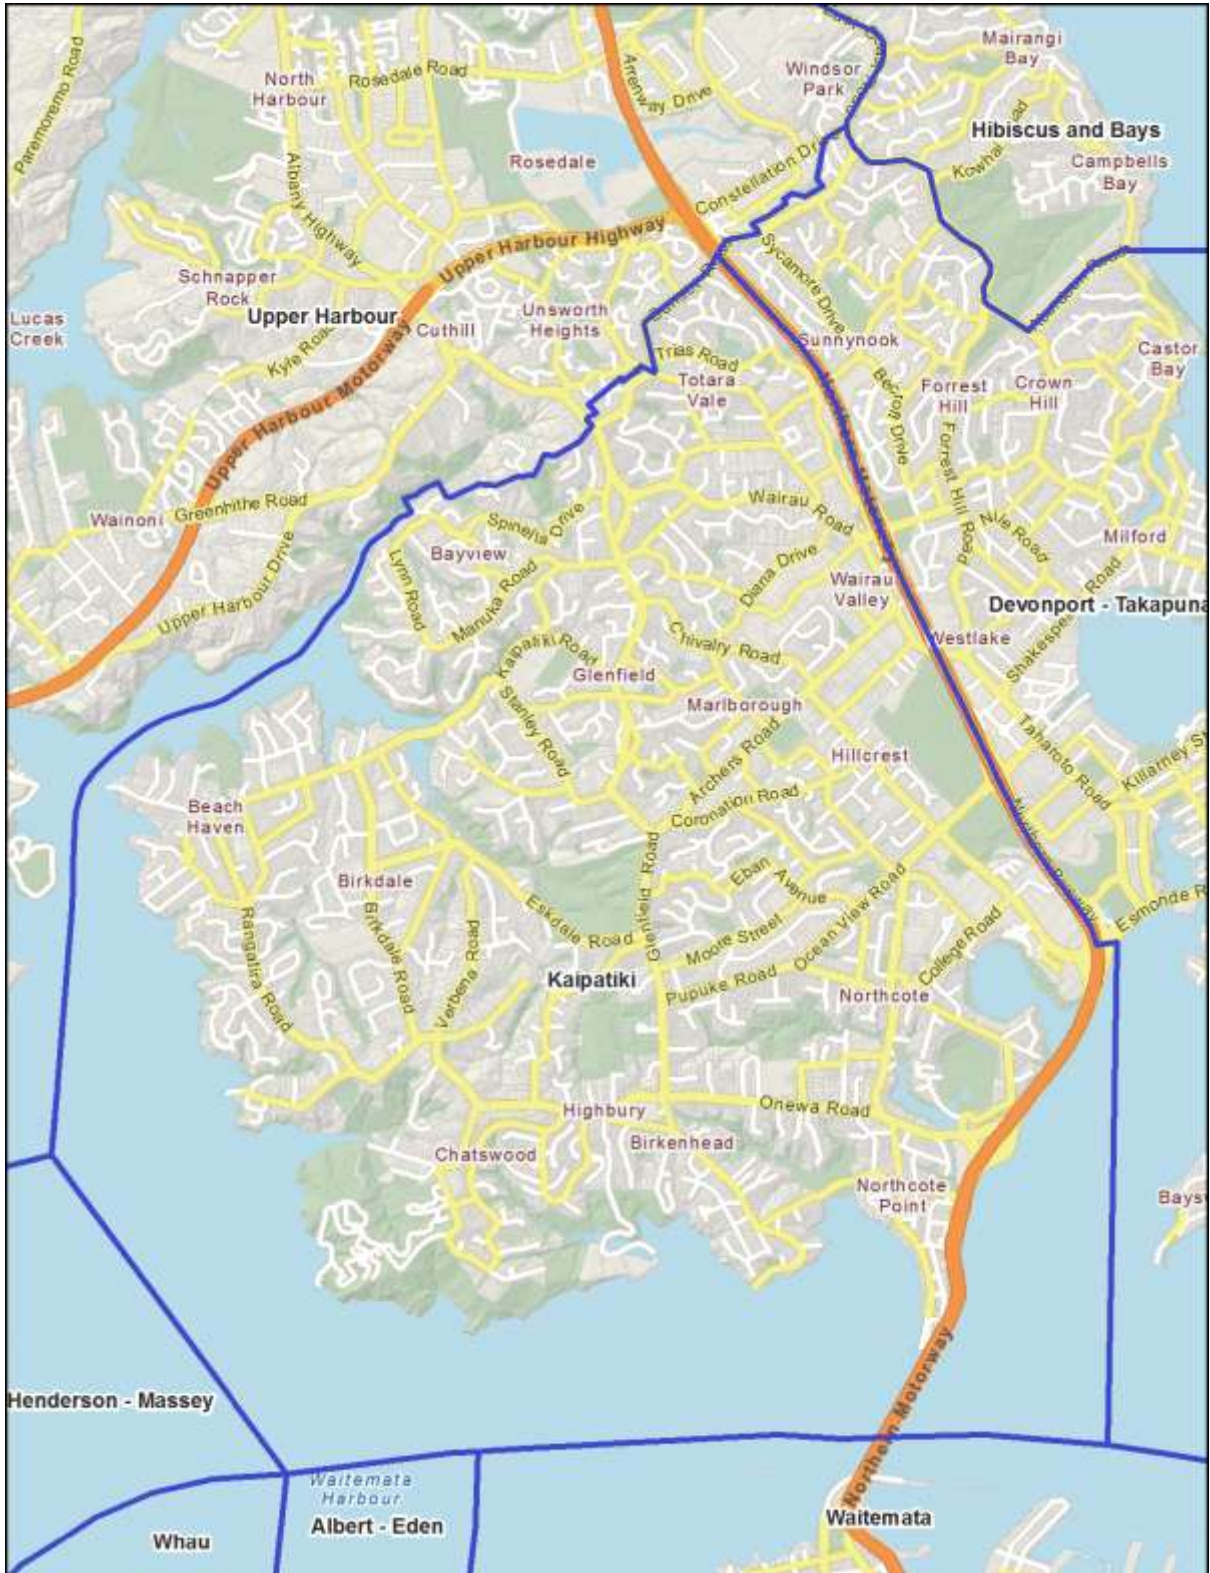 Mairangi
Bay
Paremoremo Road
North
Harbour
Rosedale Road
Arrenway Drive
Windsor
Park
Hibiscus and Bays
Rosedale
Constellation Drive
Campbells
Bay
Albany Highway
Upper Harbour Highway
Schnapper
Rock
Sycamore Drive
Upper Harbour
Cuthill
Unsworth
Heights
Lucas
Creek
Kyle Road
Upper Harbour Motorway
Sunnynook
Trias Road
Totara
Vale
Castor
Bay
Forrest
Hill
Crown
Hill
Becroft Drive
Forrest Hill Road
Wainoni
Greenhithe Road
Wairau Road
Nile Road
Spinella Drive
Bayview
Milford
Lynn Road
Manuka Road
Diana Drive
Wairau
Valley
Upper Harbour Drive
Devonport - Takapuna
Kaipatiki Road
Chivalry Road
Westlake
Glenfield
Stanley Road
Marlborough
Archers Road
Hillcrest
Taharoto Road
Beach
Haven
Coronation Road
Birkdale
Glenfield Road
Eban Avenue
Ocean View Road
Rangatira Road
Birkdale Road
Verbena Road
Eskdale Road
Moore Street
College Road
Kaipatiki
Pupuke Road
Northcote
Highbury
Onewa Road
Birkenhead
Chatswood
Northcote
Point
Northern Motorway
Henderson - Massey
Waitemata
Harbour
Albert - Eden
Whau
Waitemata